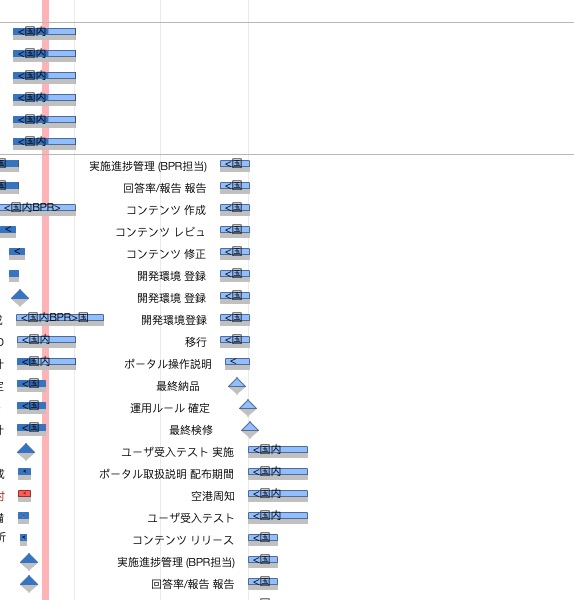 <国内
<国内
<国内
<国内
<国内
<国内
国 実施進捗管理 (BPR担当) <国
国 回答率/報告 報告 <国
<国内BPR> コンテンツ 作成 <国
< コンテンツ レビュ <国
< コンテンツ 修正 <国
開発環境 登録 <国
開発環境 登録 <国
<国内BPR>国 開発環境登録 <国
<国内 移行 <国
<国内 ポータル操作説明 <
定 <国 最終納品
<国 運用ルール 確定
<国 最終検修
ユーザ受入テスト 実施 <国内
< ポータル取扱説明 配布期間 <国内
付 < 空港周知 <国内
備 ユーザ受入テスト <国内
所 < コンテンツ リリース <国
実施進捗管理 (BPR担当) <国
回答率/報告 報告 <国